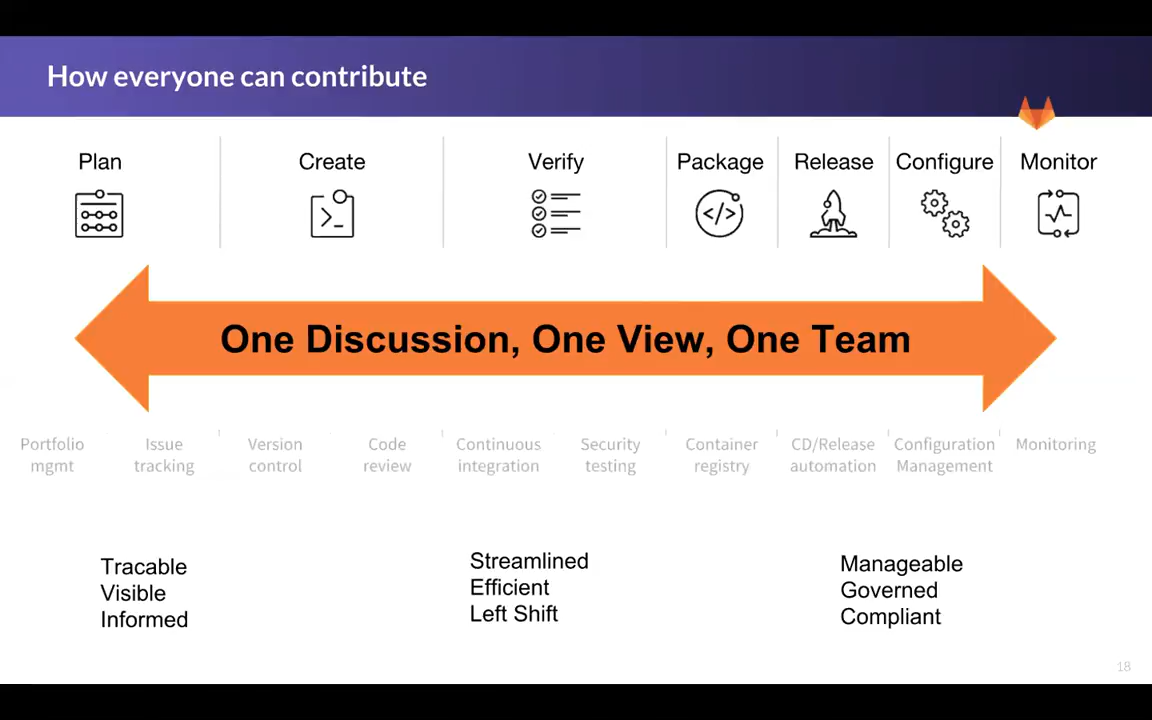 How everyone can contribute
Plan
Create
Verify
Package
Release
Configure
Monitor
One Discussion, One View, One Team
Portfolio
mgmt
Issue
tracking
Version
control
Code
review
Continuous
integration
Security
testing
Container
registry
CD/Release
automation
Configuration
Management
Monitoring
Tracable
Visible
Informed
Streamlined
Efficient
Left Shift
Manageable
Governed
Compliant
18